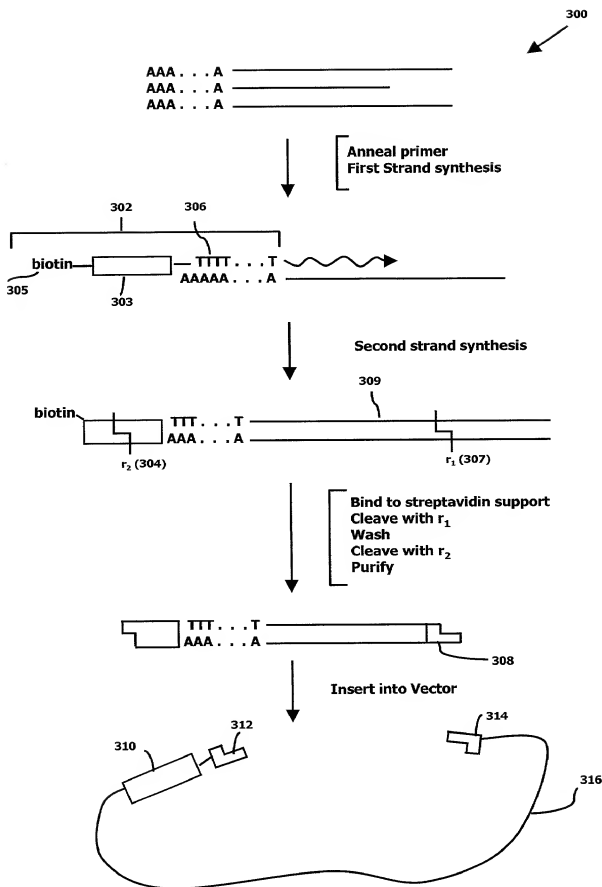 300
AAA . . . A
AAA . . . A
AAA . . . A
Anneal primer
First Strand synthesis
302
306
biotin
TTTT . . . T
305
303
AAAAA . . . A
Second strand synthesis
309
biotin
TTT . . . T
AAA . . . A
r2 (304)
r1 (307)
Bind to streptavidin support
Cleave with r1
Wash
Cleave with r2
Purify
TTT . . . T
AAA . . . A
308
Insert into Vector
310
312
314
316